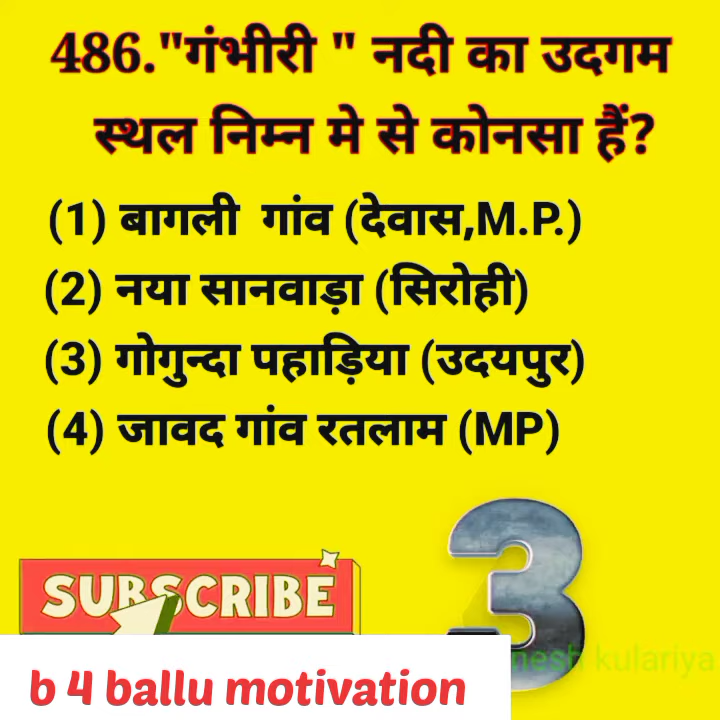 486."गंभीरी " नदी का उदगम
स्थल निम्न मे से कोनसा हैं?
(1) बागली गांव (देवास,M.P.)
(2) नया सानवाड़ा (सिरोही)
(3) गोगुन्दा पहाड़िया (उदयपुर)
(4) जावद गांव रतलाम (MP)
3
SUBSCRIBE
kulariya
b 4 ballu motivation